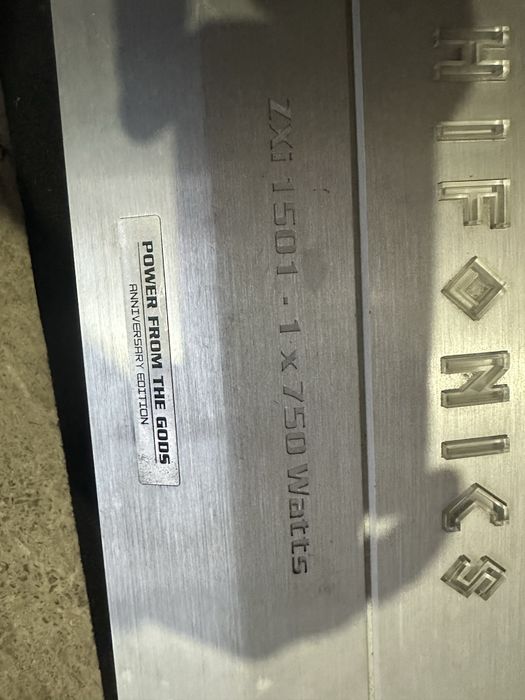 HIFONICS
ZXi 1501 - 1 x 750 Watts
POWER FROM THE GODS
ANNIVERSARY EDITION